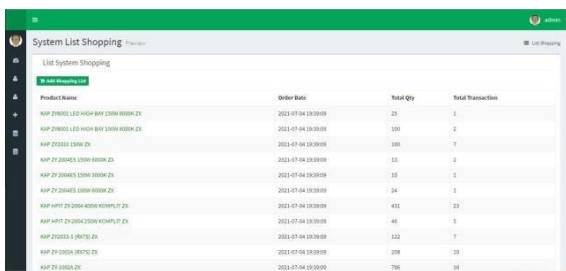 admin
System List Shopping Preview
List Shopping
List System Shopping
Add Shopping List
Product Name Order Date Total Qty Total Transaction
KAP ZY8001 LED HIGH BAY 150W 6000K ZX 2021-07-04 19:39:09 25 1
KAP ZY8001 LED HIGH BAY 100W 6000K ZX 2021-07-04 19:39:09 100 2
KAP ZY2033 150W ZX 2021-07-04 19:39:09 100 7
KAP ZY 2004ES 150W 6000K ZX 2021-07-04 19:39:09 13 2
KAP ZY 2004ES 150W 3000K ZX 2021-07-04 19:39:09 10 1
KAP ZY 2004ES 100W 6000K ZX 2021-07-04 19:39:09 24 1
KAP HPIT ZY-2004 400W KOMPLIT ZX 2021-07-04 19:39:09 431 23
KAP HPIT ZY-2004 250W KOMPLIT ZX 2021-07-04 19:39:09 46 5
KAP ZY2033-1 (RX7S) ZX 2021-07-04 19:39:09 122 7
KAP ZY-1002A (RX7S) ZX 2021-07-04 19:39:09 208 10
KAP ZY-1002A ZX 2021-07-04 19:39:09 706 16